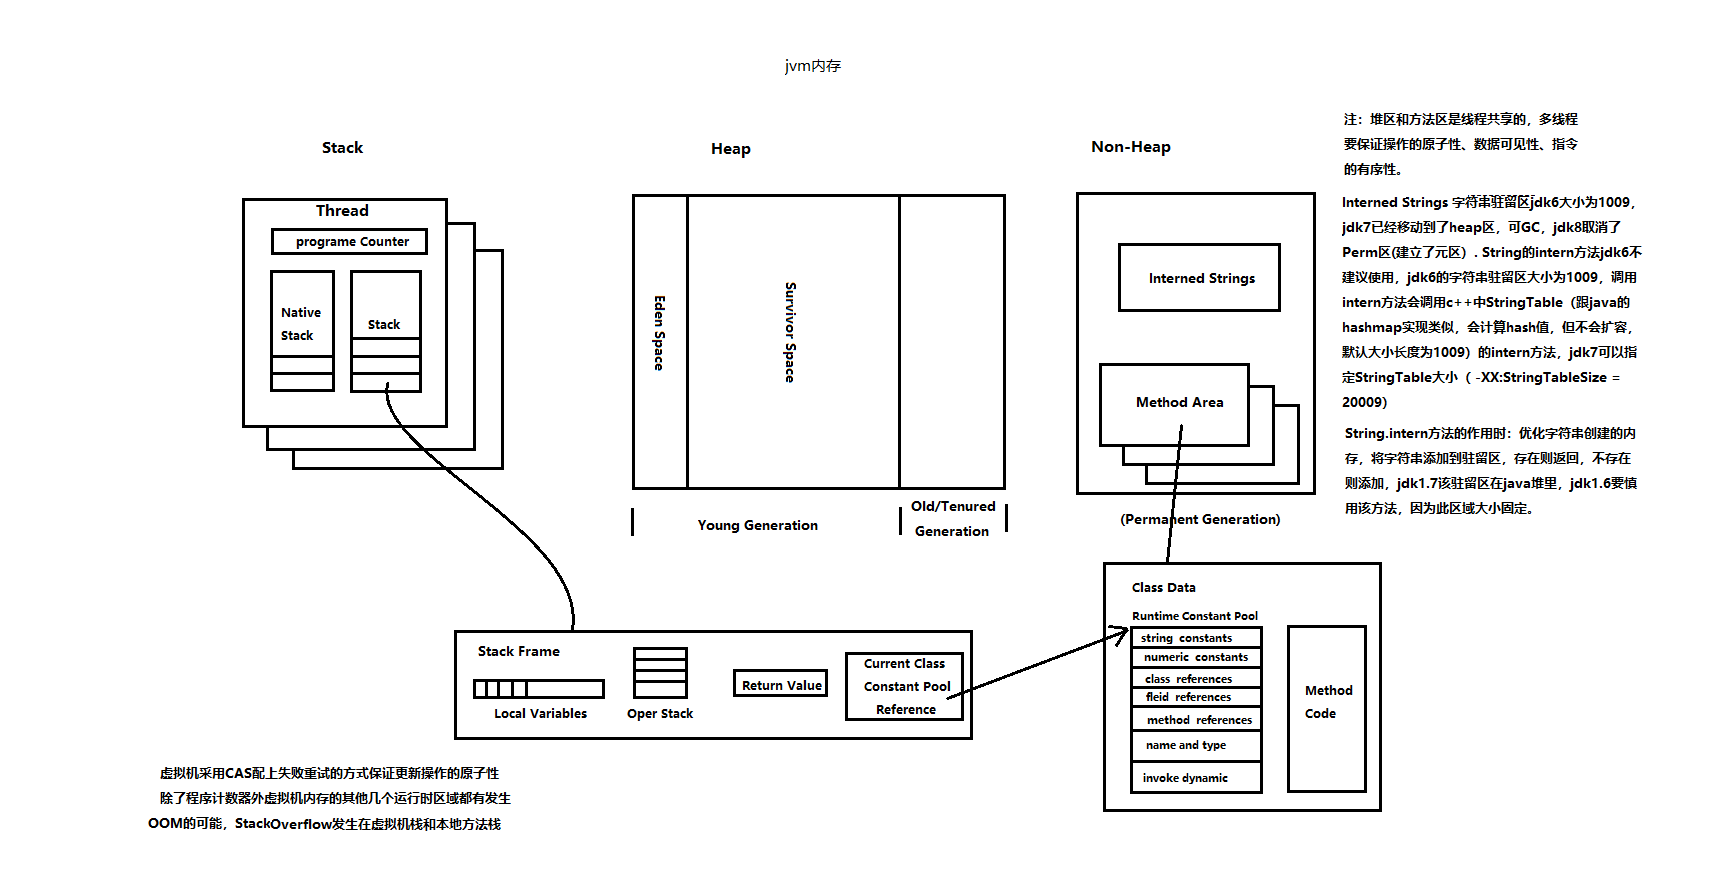 jvm内存
Stack
Heap
Non-Heap
Thread
programe Counter
Native
Stack
Stack
Eden Space
Survivor Space
Young Generation
Old/Tenured
Generation
Interned Strings
Method Area
(Permanent Generation)
注：堆区和方法区是线程共享的，多线程
要保证操作的原子性、数据可见性、指令
的有序性。
Interned Strings 字符串驻留区jdk6大小为1009，
jdk7已经移动到了heap区，可GC，jdk8取消了
Perm区(建立了元区）. String的intern方法jdk6不
建议使用，jdk6的字符串驻留区大小为1009，调用
intern方法会调用c++中StringTable（跟java的
hashmap实现类似，会计算hash值，但不会扩容，
默认大小长度为1009）的intern方法，jdk7可以指
定StringTable大小（ -XX:StringTableSize =
20009）
String.intern方法的作用时：优化字符串创建的内
存，将字符串添加到驻留区，存在则返回，不存在
则添加，jdk1.7该驻留区在java堆里，jdk1.6要慎
用该方法，因为此区域大小固定。
Stack Frame
Local Variables
Oper Stack
Return Value
Current Class
Constant Pool
Reference
Class Data
Runtime Constant Pool
string constants
numeric constants
class references
fleid references
method references
name and type
invoke dynamic
Method
Code
虚拟机采用CAS配上失败重试的方式保证更新操作的原子性
除了程序计数器外虚拟机内存的其他几个运行时区域都有发生
OOM的可能，StackOverflow发生在虚拟机栈和本地方法栈